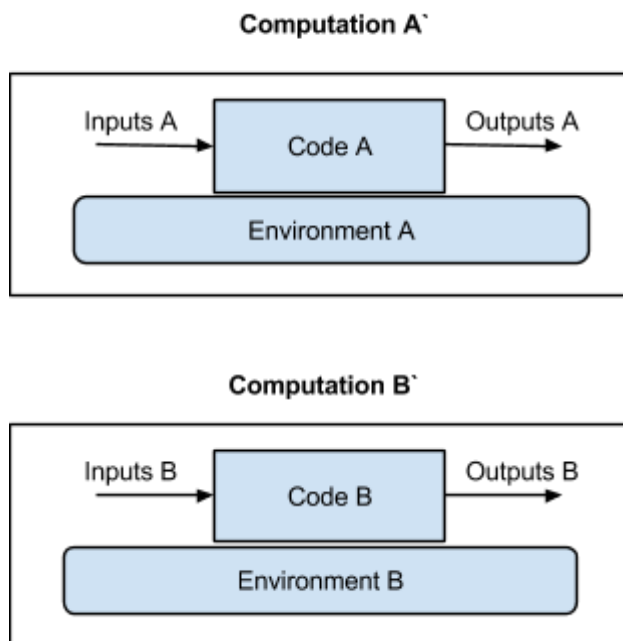 Computation A`
Inputs A
Code A
Outputs A
Environment A
Computation B`
Inputs B
Code B
Outputs B
Environment B